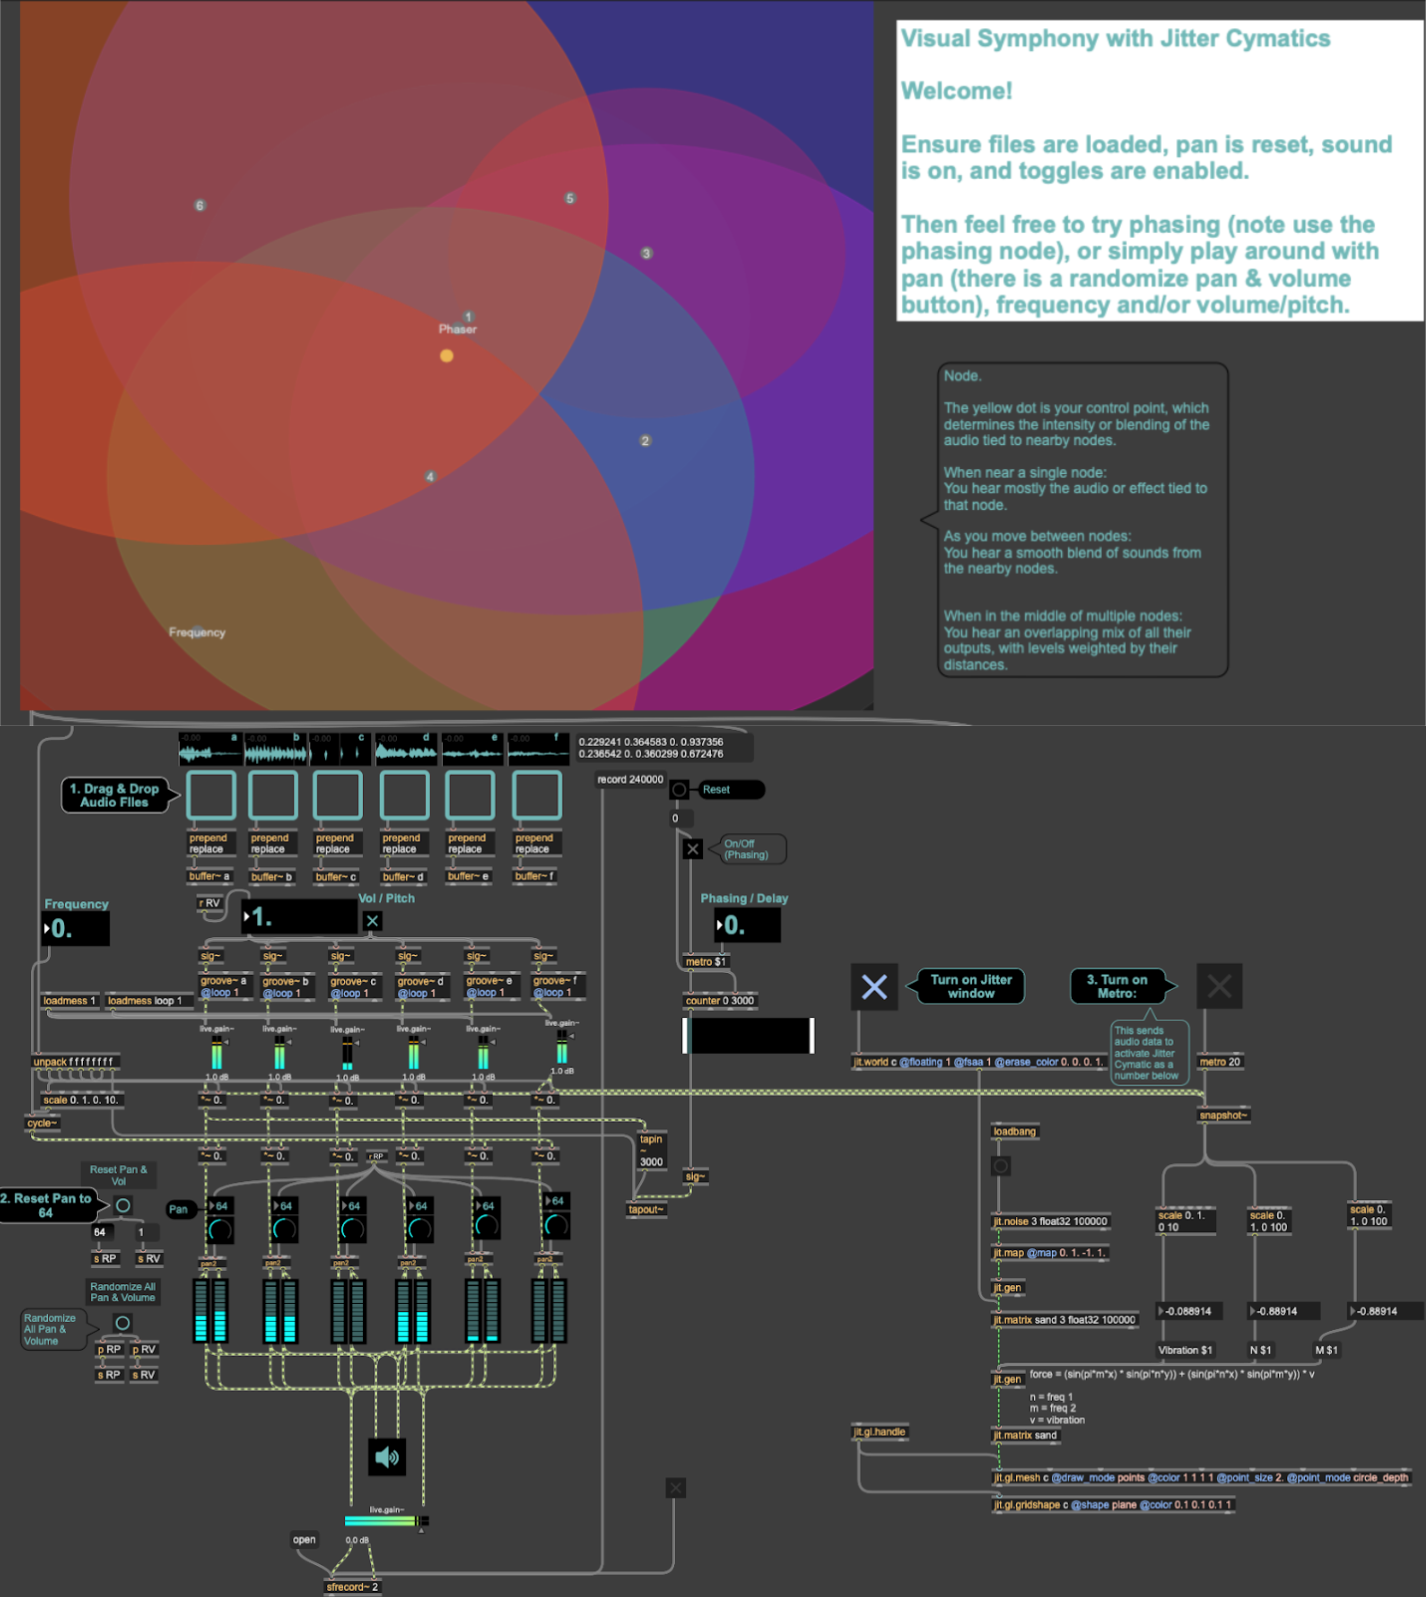 Visual Symphony with Jitter Cymatics
Welcome!
Ensure files are loaded, pan is reset, sound
is on, and toggles are enabled.
Then feel free to try phasing (note use the
phasing node), or simply play around with
pan (there is a randomize pan & volume
button), frequency and/or volume/pitch.
6
5
3
1
Phaser
2
4
Frequency
Node.
The yellow dot is your control point, which
determines the intensity or blending of the
audio tied to nearby nodes.
When near a single node:
You hear mostly the audio or effect tied to
that node.
As you move between nodes:
You hear a smooth blend of sounds from
the nearby nodes.
When in the middle of multiple nodes:
You hear an overlapping mix of all their
outputs, with levels weighted by their
distances.
-0.00 a -0.00 b -0.00 c -0.00 d -0.00 e -0.00 f
0.229241 0.364583 0. 0.937356
0.236542 0. 0.360299 0.672476
1. Drag & Drop
Audio Files
record 240000
Reset
0
prepend replace
prepend replace
prepend replace
prepend replace
prepend replace
prepend replace
On/Off
(Phasing)
buffer~ a
buffer~ b
buffer~ c
buffer~ d
buffer~ e
buffer~ f
r RV
Vol / Pitch
1.
Frequency
0.
Phasing / Delay
0.
sig~
sig~
sig~
sig~
sig~
sig~
metro $1
groove~ a @loop 1
groove~ b @loop 1
groove~ c @loop 1
groove~ d @loop 1
groove~ e @loop 1
groove~ f @loop 1
loadmess 1
loadmess loop 1
counter 0 3000
Turn on Jitter
window
3. Turn on
Metro:
live.gain~
live.gain~
live.gain~
live.gain~
live.gain~
live.gain~
1.0 dB
1.0 dB
1.0 dB
1.0 dB
1.0 dB
1.0 dB
This sends
audio data to
activate Jitter
Cymatic as a
number below
unpack f f f f f f f f
jit.world c @floating 1 @fsaa 1 @erase_color 0. 0. 0. 1.
metro 20
scale 0. 1. 0. 10.
*~ 0.
*~ 0.
*~ 0.
*~ 0.
*~ 0.
*~ 0.
cycle~
snapshot~
tapin
~
3000
loadbang
*~ 0.
*~ 0.
*~ 0.
r RP
*~ 0.
*~ 0.
*~ 0.
Reset Pan &
Vol
sig~
2. Reset Pan to
64
Pan
64
64
64
64
64
64
tapout~
64
1
s RP
s RV
jit.noise 3 float32 100000
scale 0. 1.
0 10
scale 0.
1. 0 100
scale 0.
1. 0 100
jit.map @map 0. 1. -1. 1.
pan2
pan2
pan2
pan2
pan2
pan2
Randomize All
Pan & Volume
jit.gen
Randomize
All Pan &
Volume
jit.matrix sand 3 float32 100000
-0.088914
-0.88914
-0.88914
p RP
p RV
s RP
s RV
Vibration $1
N $1
M $1
jit.gen
force = (sin(pi*m*x) * sin(pi*n*y)) + (sin(pi*n*x) * sin(pi*m*y)) * v
n = freq 1
m = freq 2
v = vibration
jit.gl.handle
jit.matrix sand
jit.gl.mesh c @draw_mode points @color 1 1 1 1 @point_size 2. @point_mode circle_depth
jit.gl.gridshape c @shape plane @color 0.1 0.1 0.1 1
live.gain~
open
0.0 dB
sfrecord~ 2